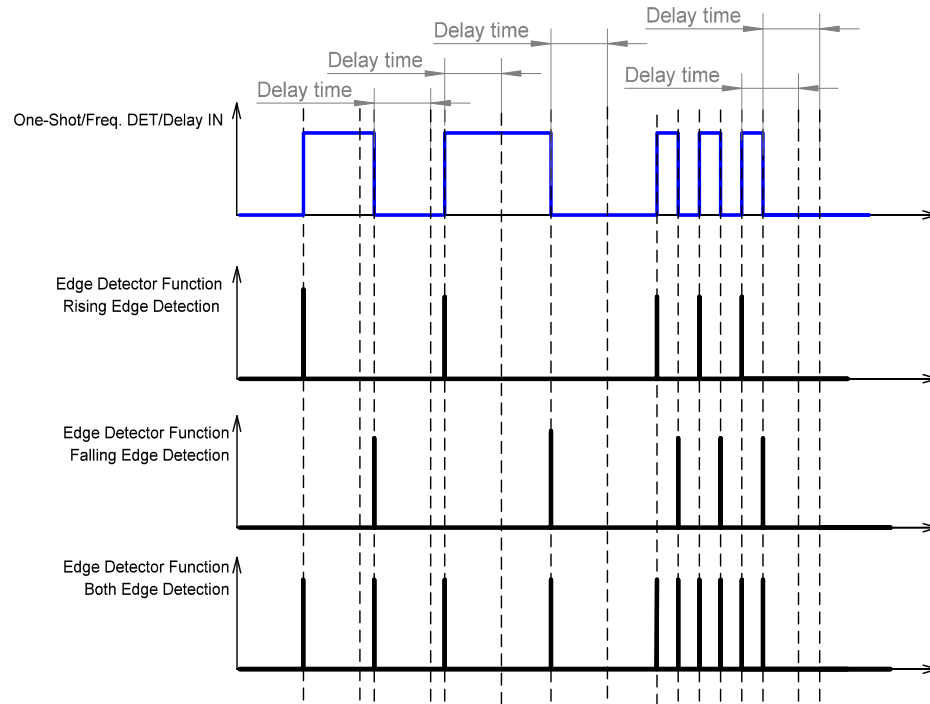 Delay time
Delay time
Delay time
Delay time
Delay time
One-Shot/Freq. DET/Delay IN
Edge Detector Function
Rising Edge Detection
Edge Detector Function
Falling Edge Detection
Edge Detector Function
Both Edge Detection